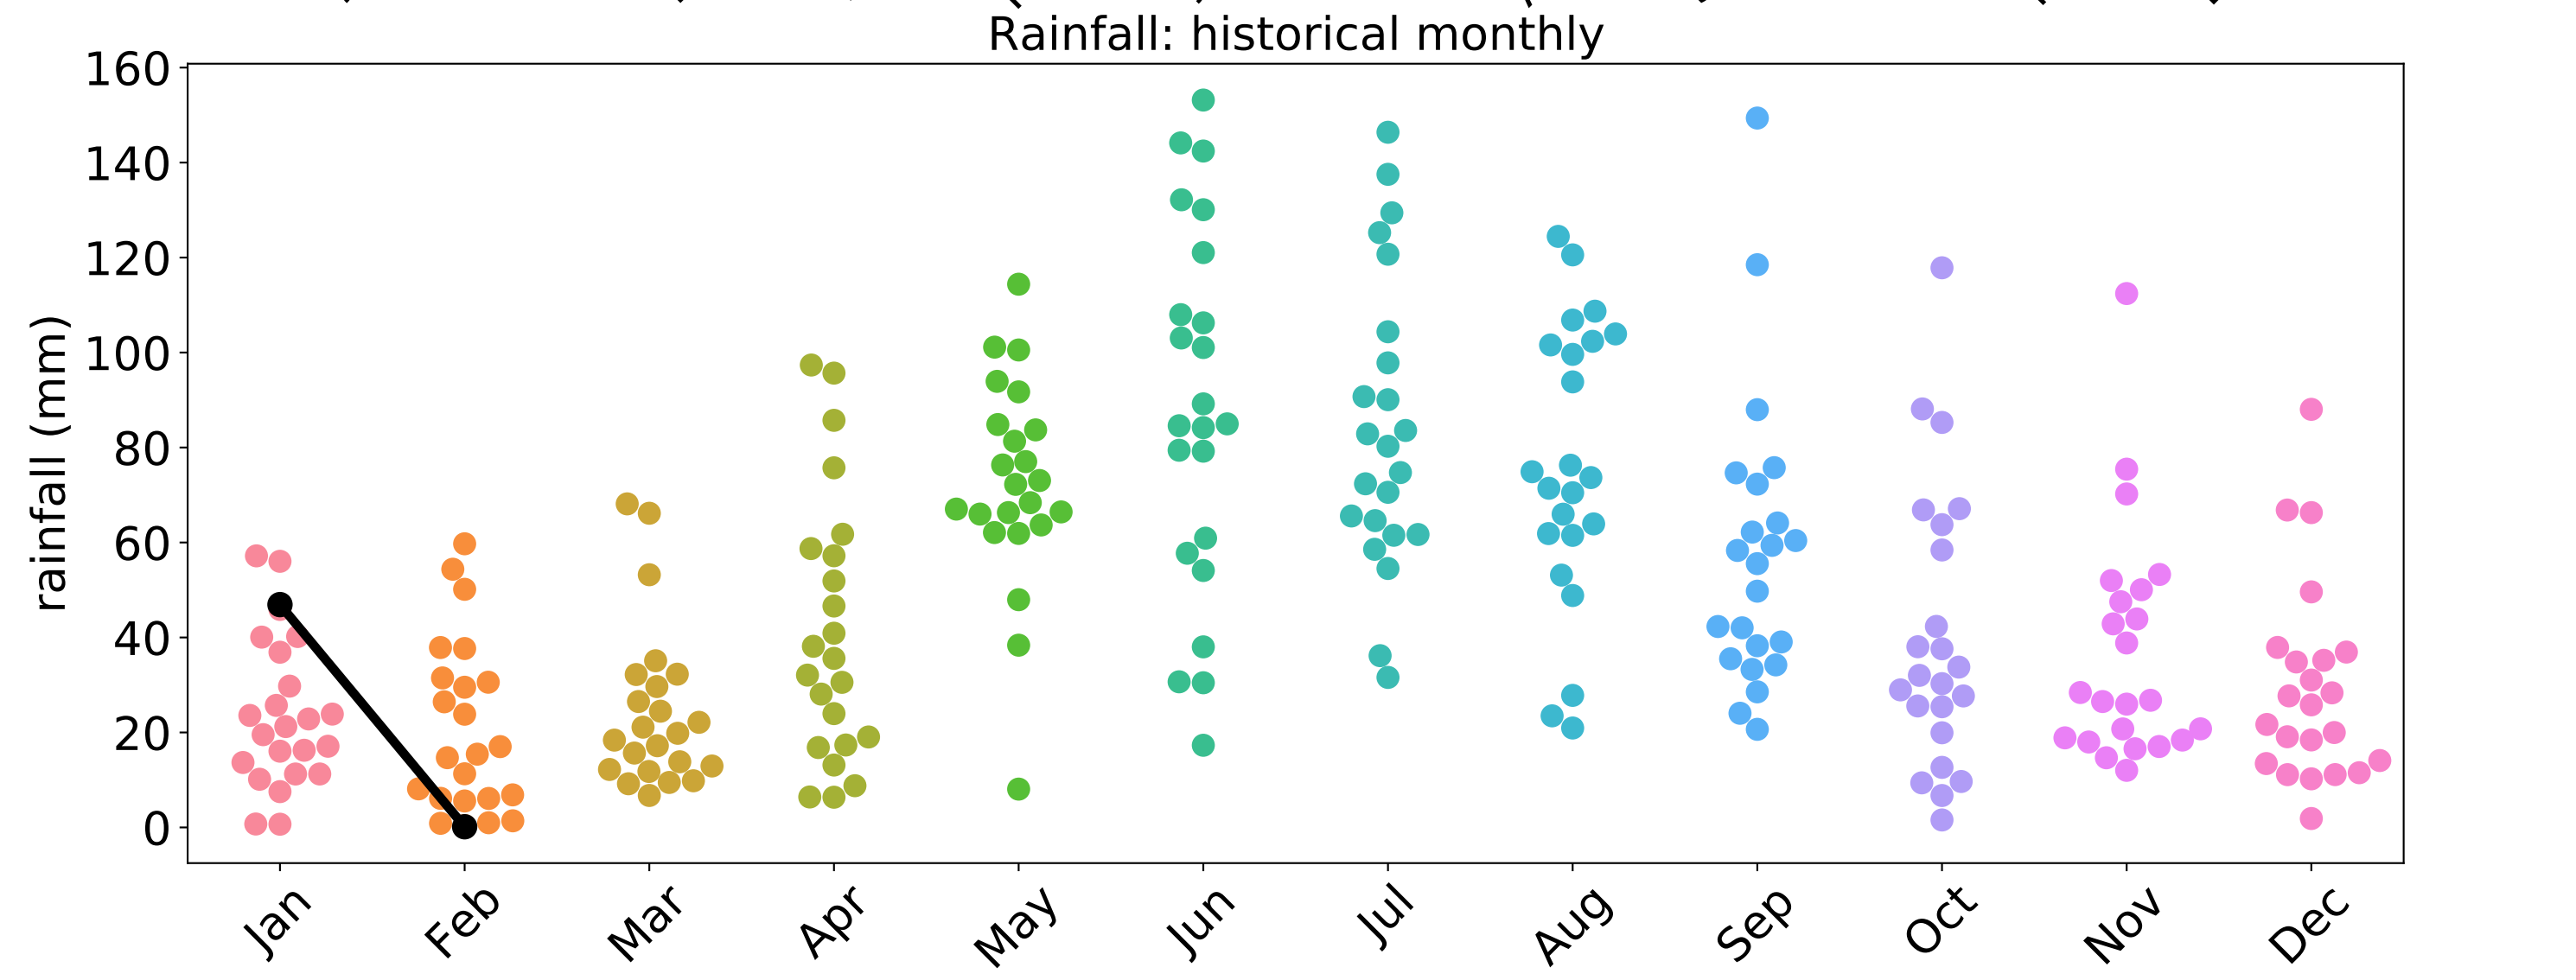 Rainfall: historical monthly
160
140
120
100
80
60
40
20
0
rainfall (mm)
Jan
Feb
Mar
Apr
May
Jun
Jul
Aug
Sep
Oct
Nov
Dec